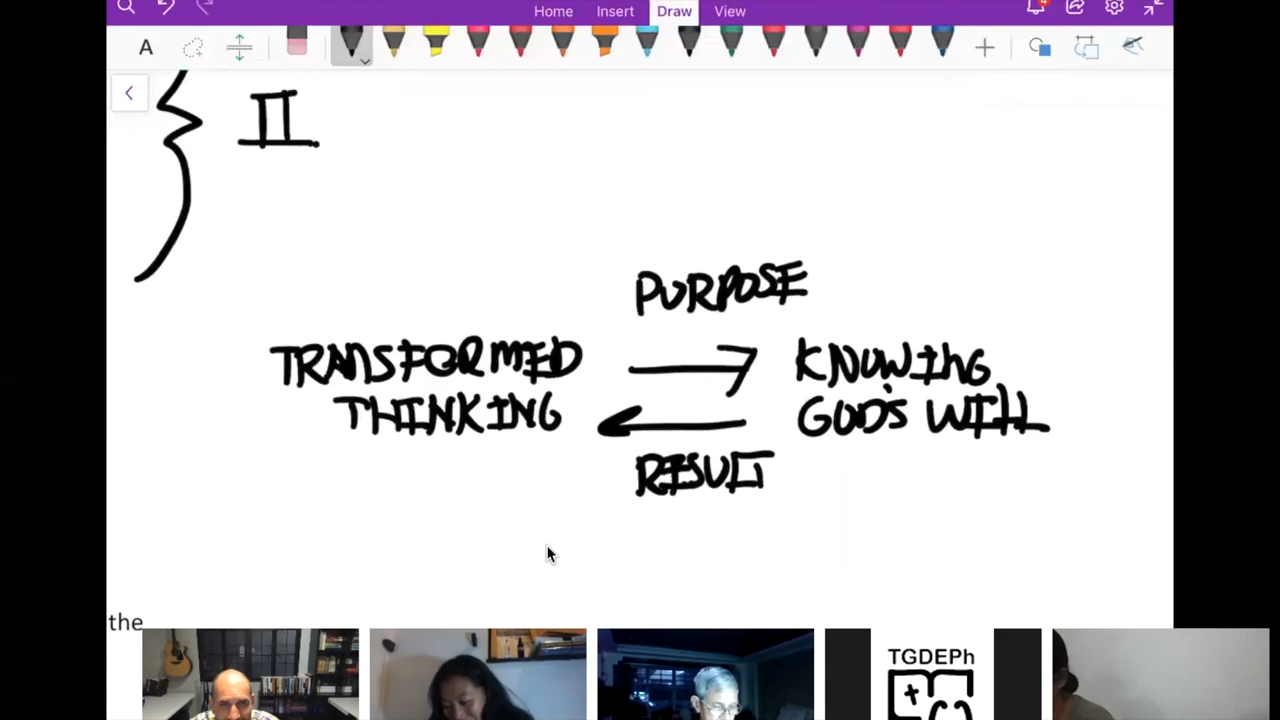 Home Insert Draw View
A
II
PURPOSE
TRANSFORMED
THINKING
KNOWING
GOD'S WILL
RESULT
the
TGDEPh